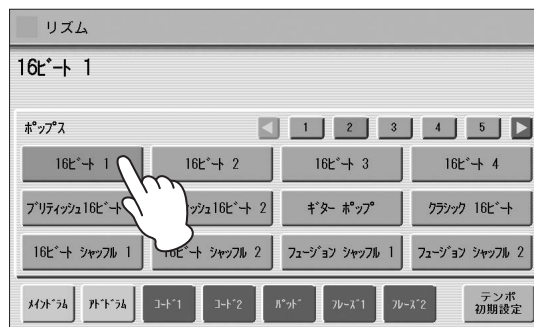 リズム
16ビート 1
ポップス 1 2 3 4 5
16ビート 1 16ビート 2 16ビート 3 16ビート 4
ブリティッシュ16ビート 2 ギター ポップ クラシック 16ビート
16ビート シャッフル 1 16ビート シャッフル 2 フュージョン シャッフル 1 フュージョン シャッフル 2
メインドラム アドドラム コード1 コード2 パッド フレーズ1 フレーズ2 テンポ
初期設定